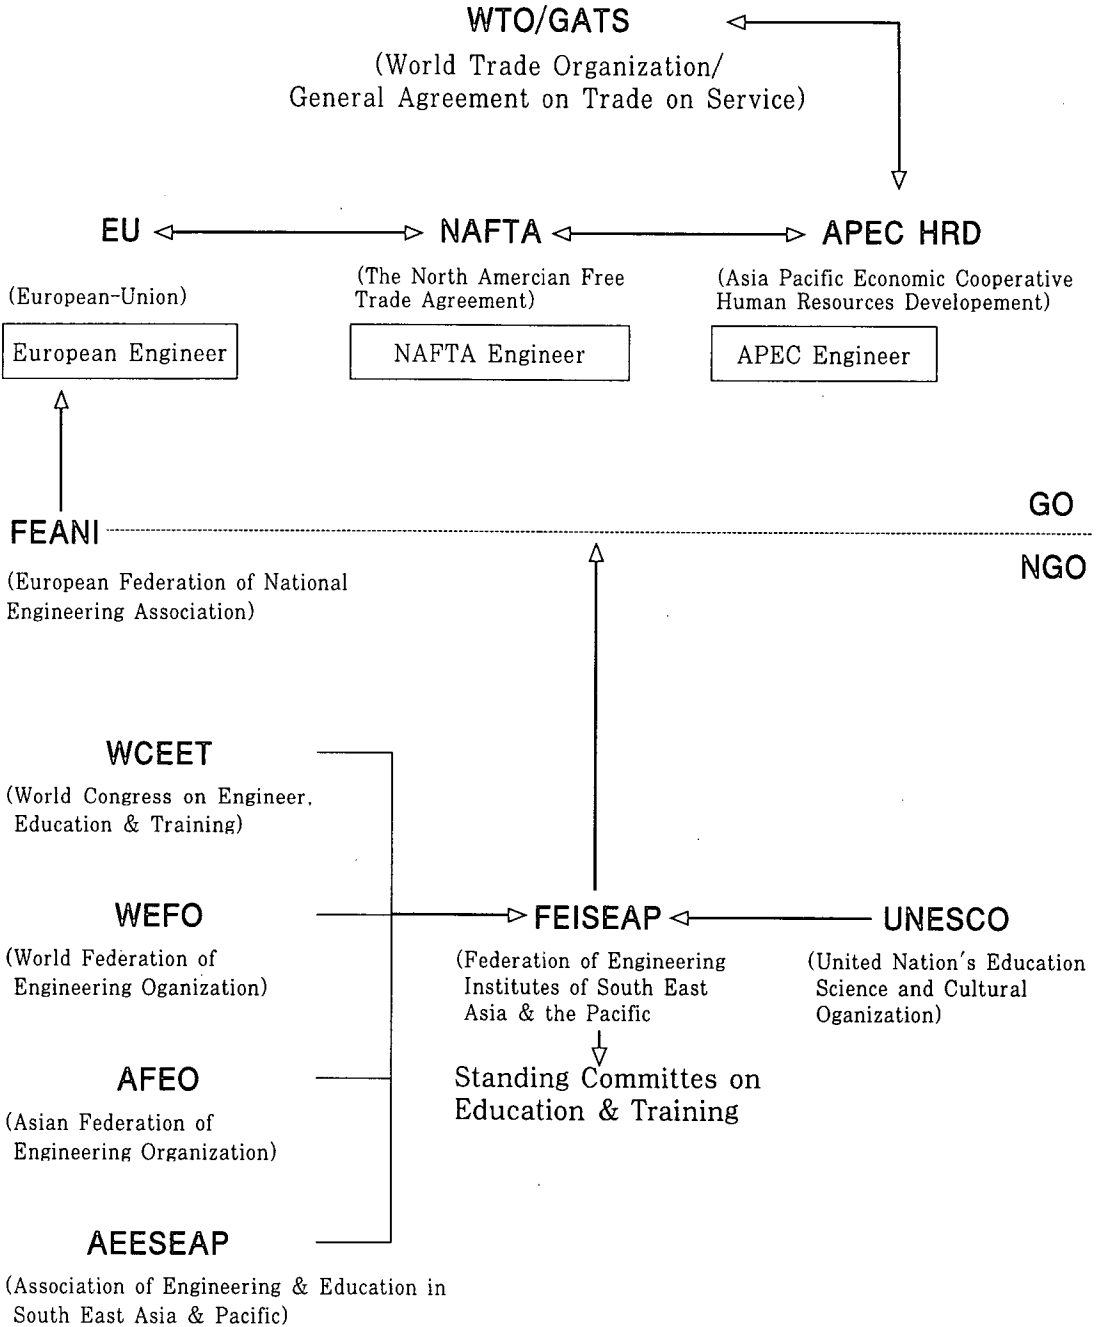 WTO/GATS
(World Trade Organization/
General Agreement on Trade on Service)
EU
NAFTA
APEC HRD
(European-Union)
(The North Amercian Free
Trade Agreement)
(Asia Pacific Economic Cooperative
Human Resources Developement)
European Engineer
NAFTA Engineer
APEC Engineer
GO
FEANI
NGO
(European Federation of National
Engineering Association)
WCEET
(World Congress on Engineer,
Education & Training)
WEFO
FEISEAP
UNESCO
(World Federation of
Engineering Oganization)
(Federation of Engineering
Institutes of South East
Asia & the Pacific
(United Nation's Education
Science and Cultural
Oganization)
Standing Committes on
Education & Training
AFEO
(Asian Federation of
Engineering Organization)
AEESEAP
(Association of Engineering & Education in
South East Asia & Pacific)